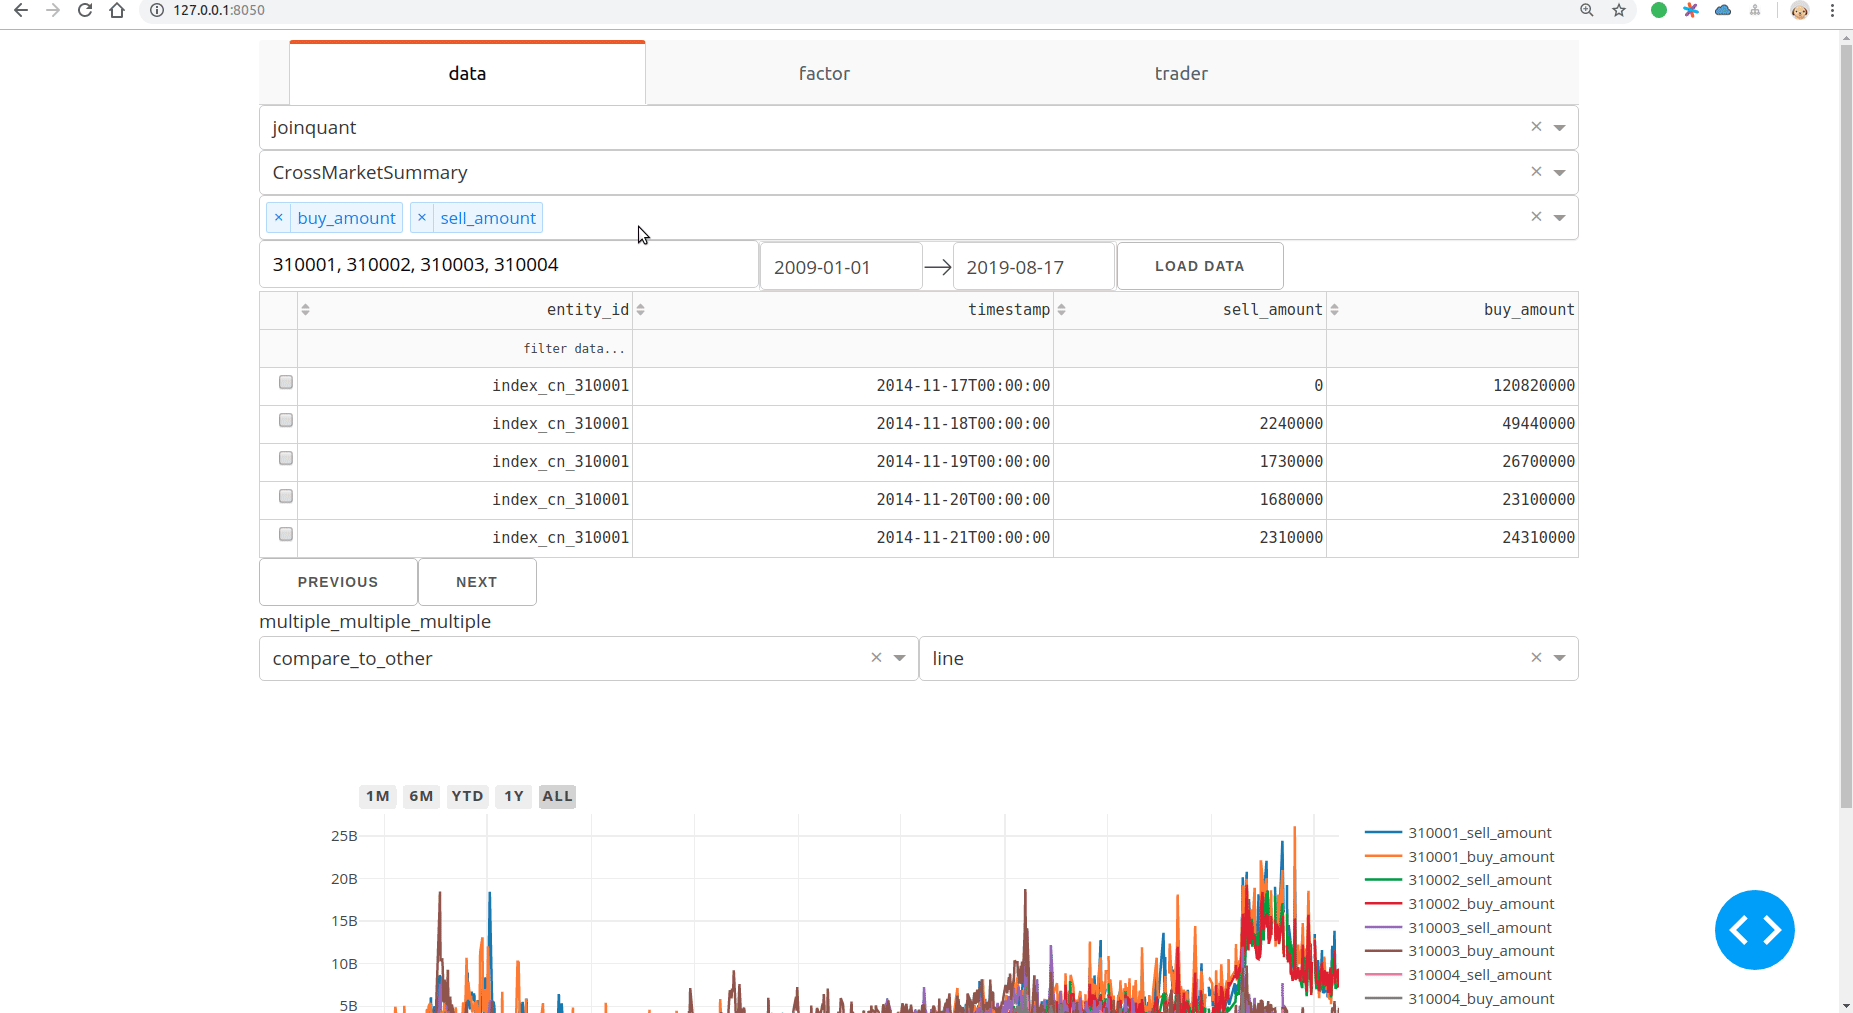 127.0.0.1:8050
data factor trader
joinquant
CrossMarketSummary
× buy_amount × sell_amount
310001, 310002, 310003, 310004 2009-01-01 → 2019-08-17 LOAD DATA
entity_id timestamp sell_amount buy_amount
filter data...
index_cn_310001 2014-11-17T00:00:00 0 120820000
index_cn_310001 2014-11-18T00:00:00 2240000 49440000
index_cn_310001 2014-11-19T00:00:00 1730000 26700000
index_cn_310001 2014-11-20T00:00:00 1680000 23100000
index_cn_310001 2014-11-21T00:00:00 2310000 24310000
PREVIOUS NEXT
multiple_multiple_multiple
compare_to_other line
1M 6M YTD 1Y ALL
25B
20B
15B
10B
5B
310001_sell_amount
310001_buy_amount
310002_sell_amount
310002_buy_amount
310003_sell_amount
310003_buy_amount
310004_sell_amount
310004_buy_amount